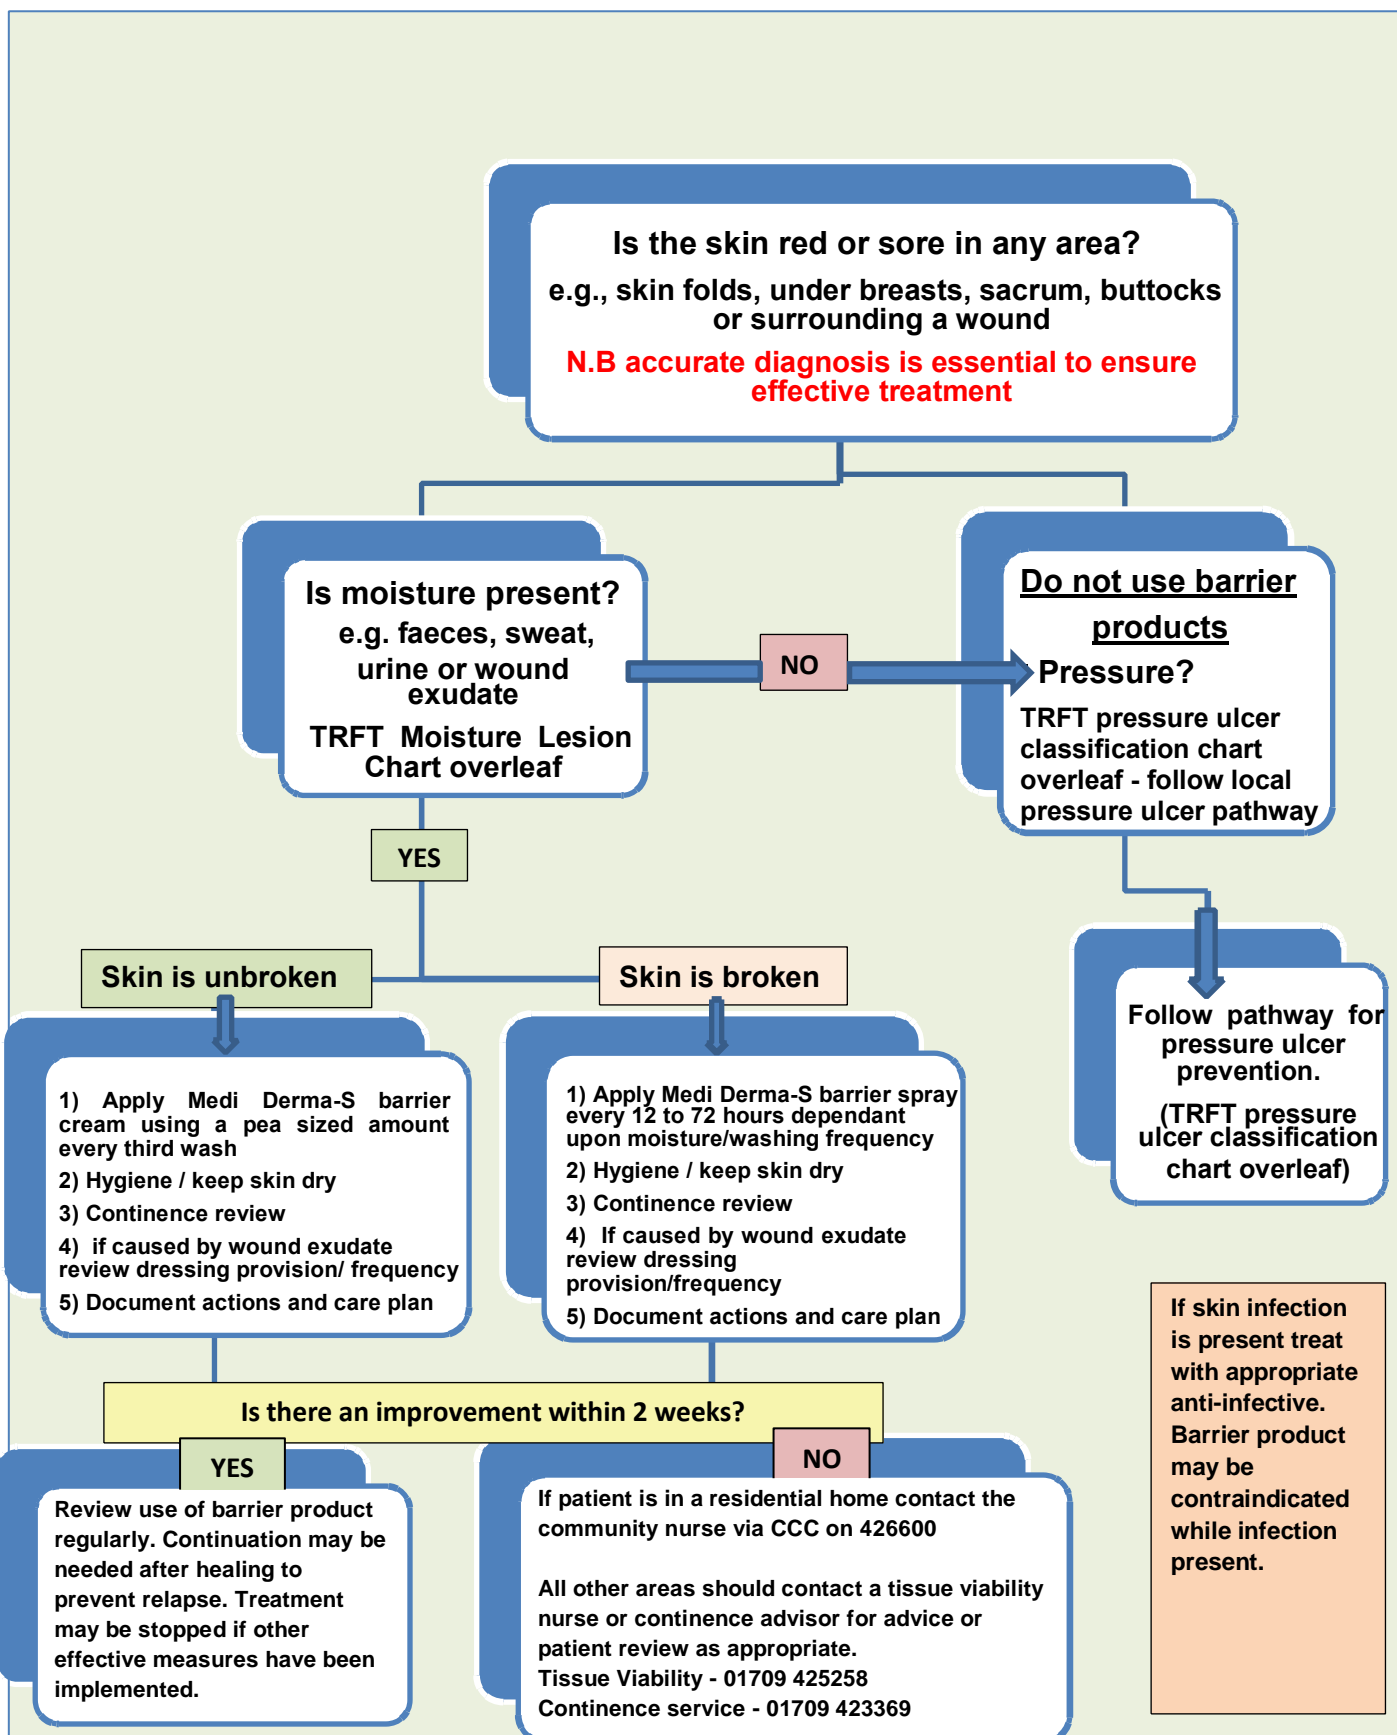 Is the skin red or sore in any area?
e.g., skin folds, under breasts, sacrum, buttocks
or surrounding a wound
N.B accurate diagnosis is essential to ensure
effective treatment
Is moisture present?
e.g. faeces, sweat,
urine or wound
exudate
TRFT Moisture Lesion
Chart overleaf
NO
Do not use barrier
products
Pressure?
TRFT pressure ulcer
classification chart
overleaf - follow local
pressure ulcer pathway
YES
Skin is unbroken
Skin is broken
Follow pathway for
pressure ulcer
prevention.
(TRFT pressure
ulcer classification
chart overleaf)
1) Apply Medi Derma-S barrier
cream using a pea sized amount
every third wash
2) Hygiene / keep skin dry
3) Continence review
4) if caused by wound exudate
review dressing provision/ frequency
5) Document actions and care plan
1) Apply Medi Derma-S barrier spray
every 12 to 72 hours dependant
upon moisture/washing frequency
2) Hygiene / keep skin dry
3) Continence review
4) If caused by wound exudate
review dressing
provision/frequency
5) Document actions and care plan
If skin infection
is present treat
with appropriate
anti-infective.
Barrier product
may be
contraindicated
while infection
present.
Is there an improvement within 2 weeks?
YES
Review use of barrier product
regularly. Continuation may be
needed after healing to
prevent relapse. Treatment
may be stopped if other
effective measures have been
implemented.
NO
If patient is in a residential home contact the
community nurse via CCC on 426600
All other areas should contact a tissue viability
nurse or continence advisor for advice or
patient review as appropriate.
Tissue Viability - 01709 425258
Continence service - 01709 423369